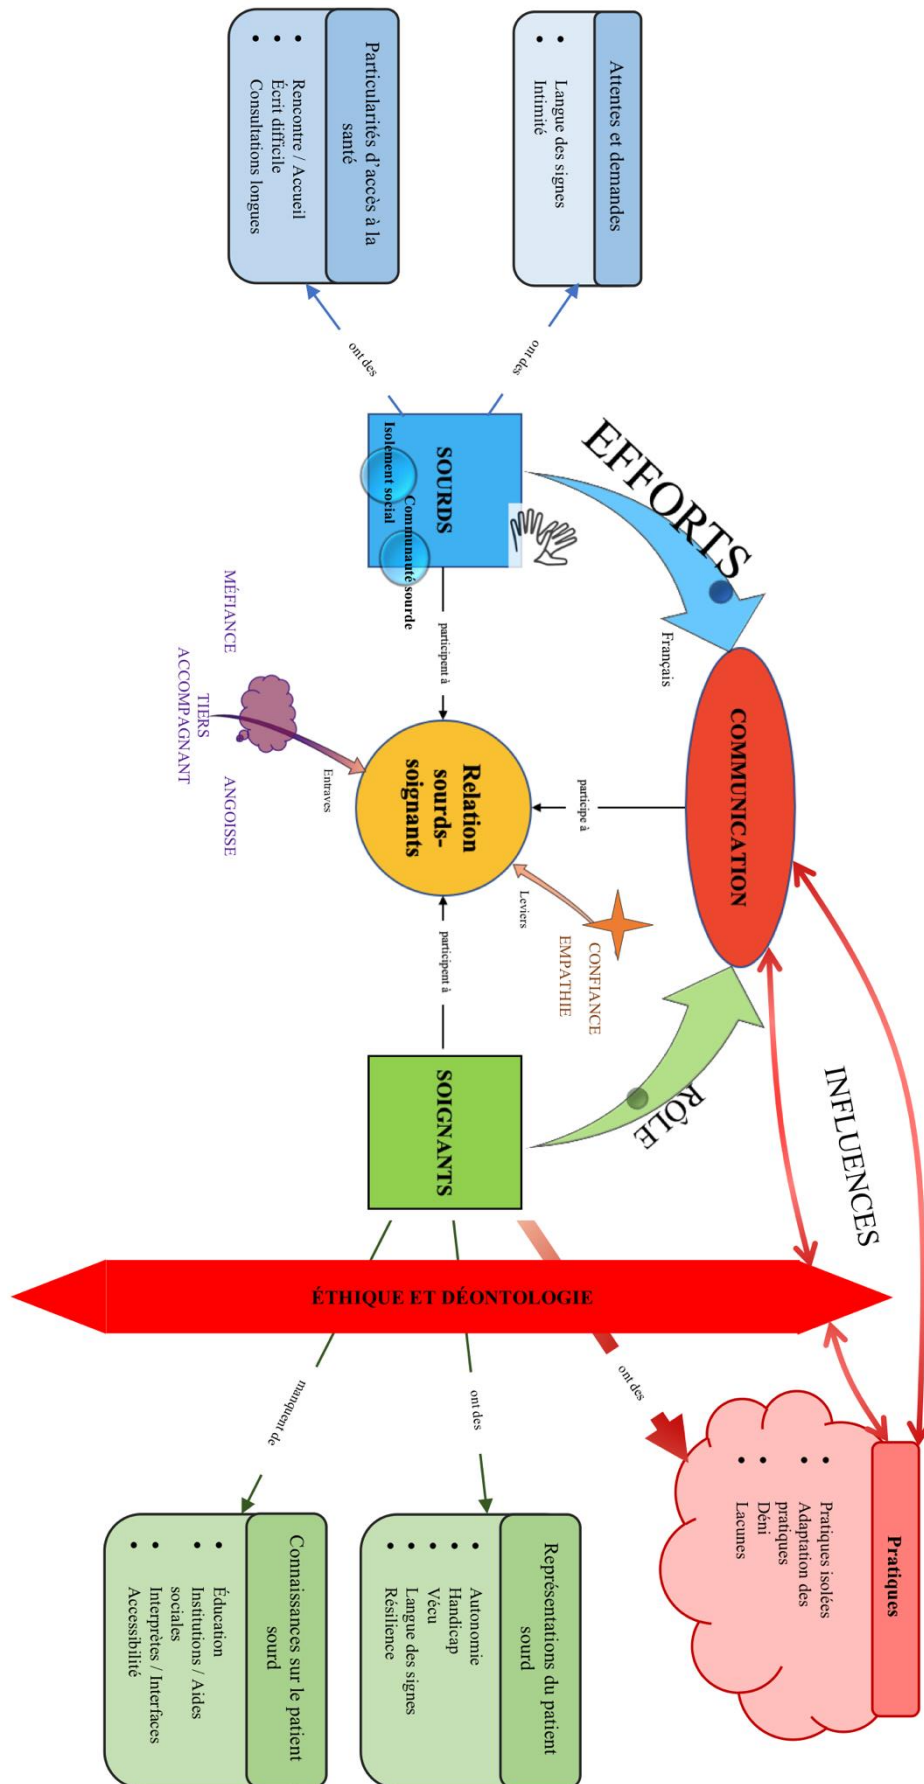 Particularités d’accès à la
santé
• Rencontre / Accueil
• Écrit difficile
• Consultations longues
Attentes et demandes
• Langue des signes
• Intimité
ont des
ont des
SOURDS
Isolement social
Communauté sourde
EFFORTS
Français
COMMUNICATION
participent à
participe à
Relation
sourds-
soignants
MÉFIANCE
TIERS
ACCOMPAGNANT
ANGOISSE
Entraves
Leviers
CONFIANCE
EMPATHIE
participent à
SOIGNANTS
RÔLE
INFLUENCES
ÉTHIQUE ET DÉONTOLOGIE
ont des
ont des
manquent de
Pratiques
• Pratiques isolées
• Adaptation des
pratiques
• Déni
• Lacunes
Représentations du patient
sourd
• Autonomie
• Handicap
• Vécu
• Langue des signes
• Résilience
Connaissances sur le patient
sourd
• Éducation
• Institutions / Aides
sociales
• Interprètes / Interfaces
• Accessibilité